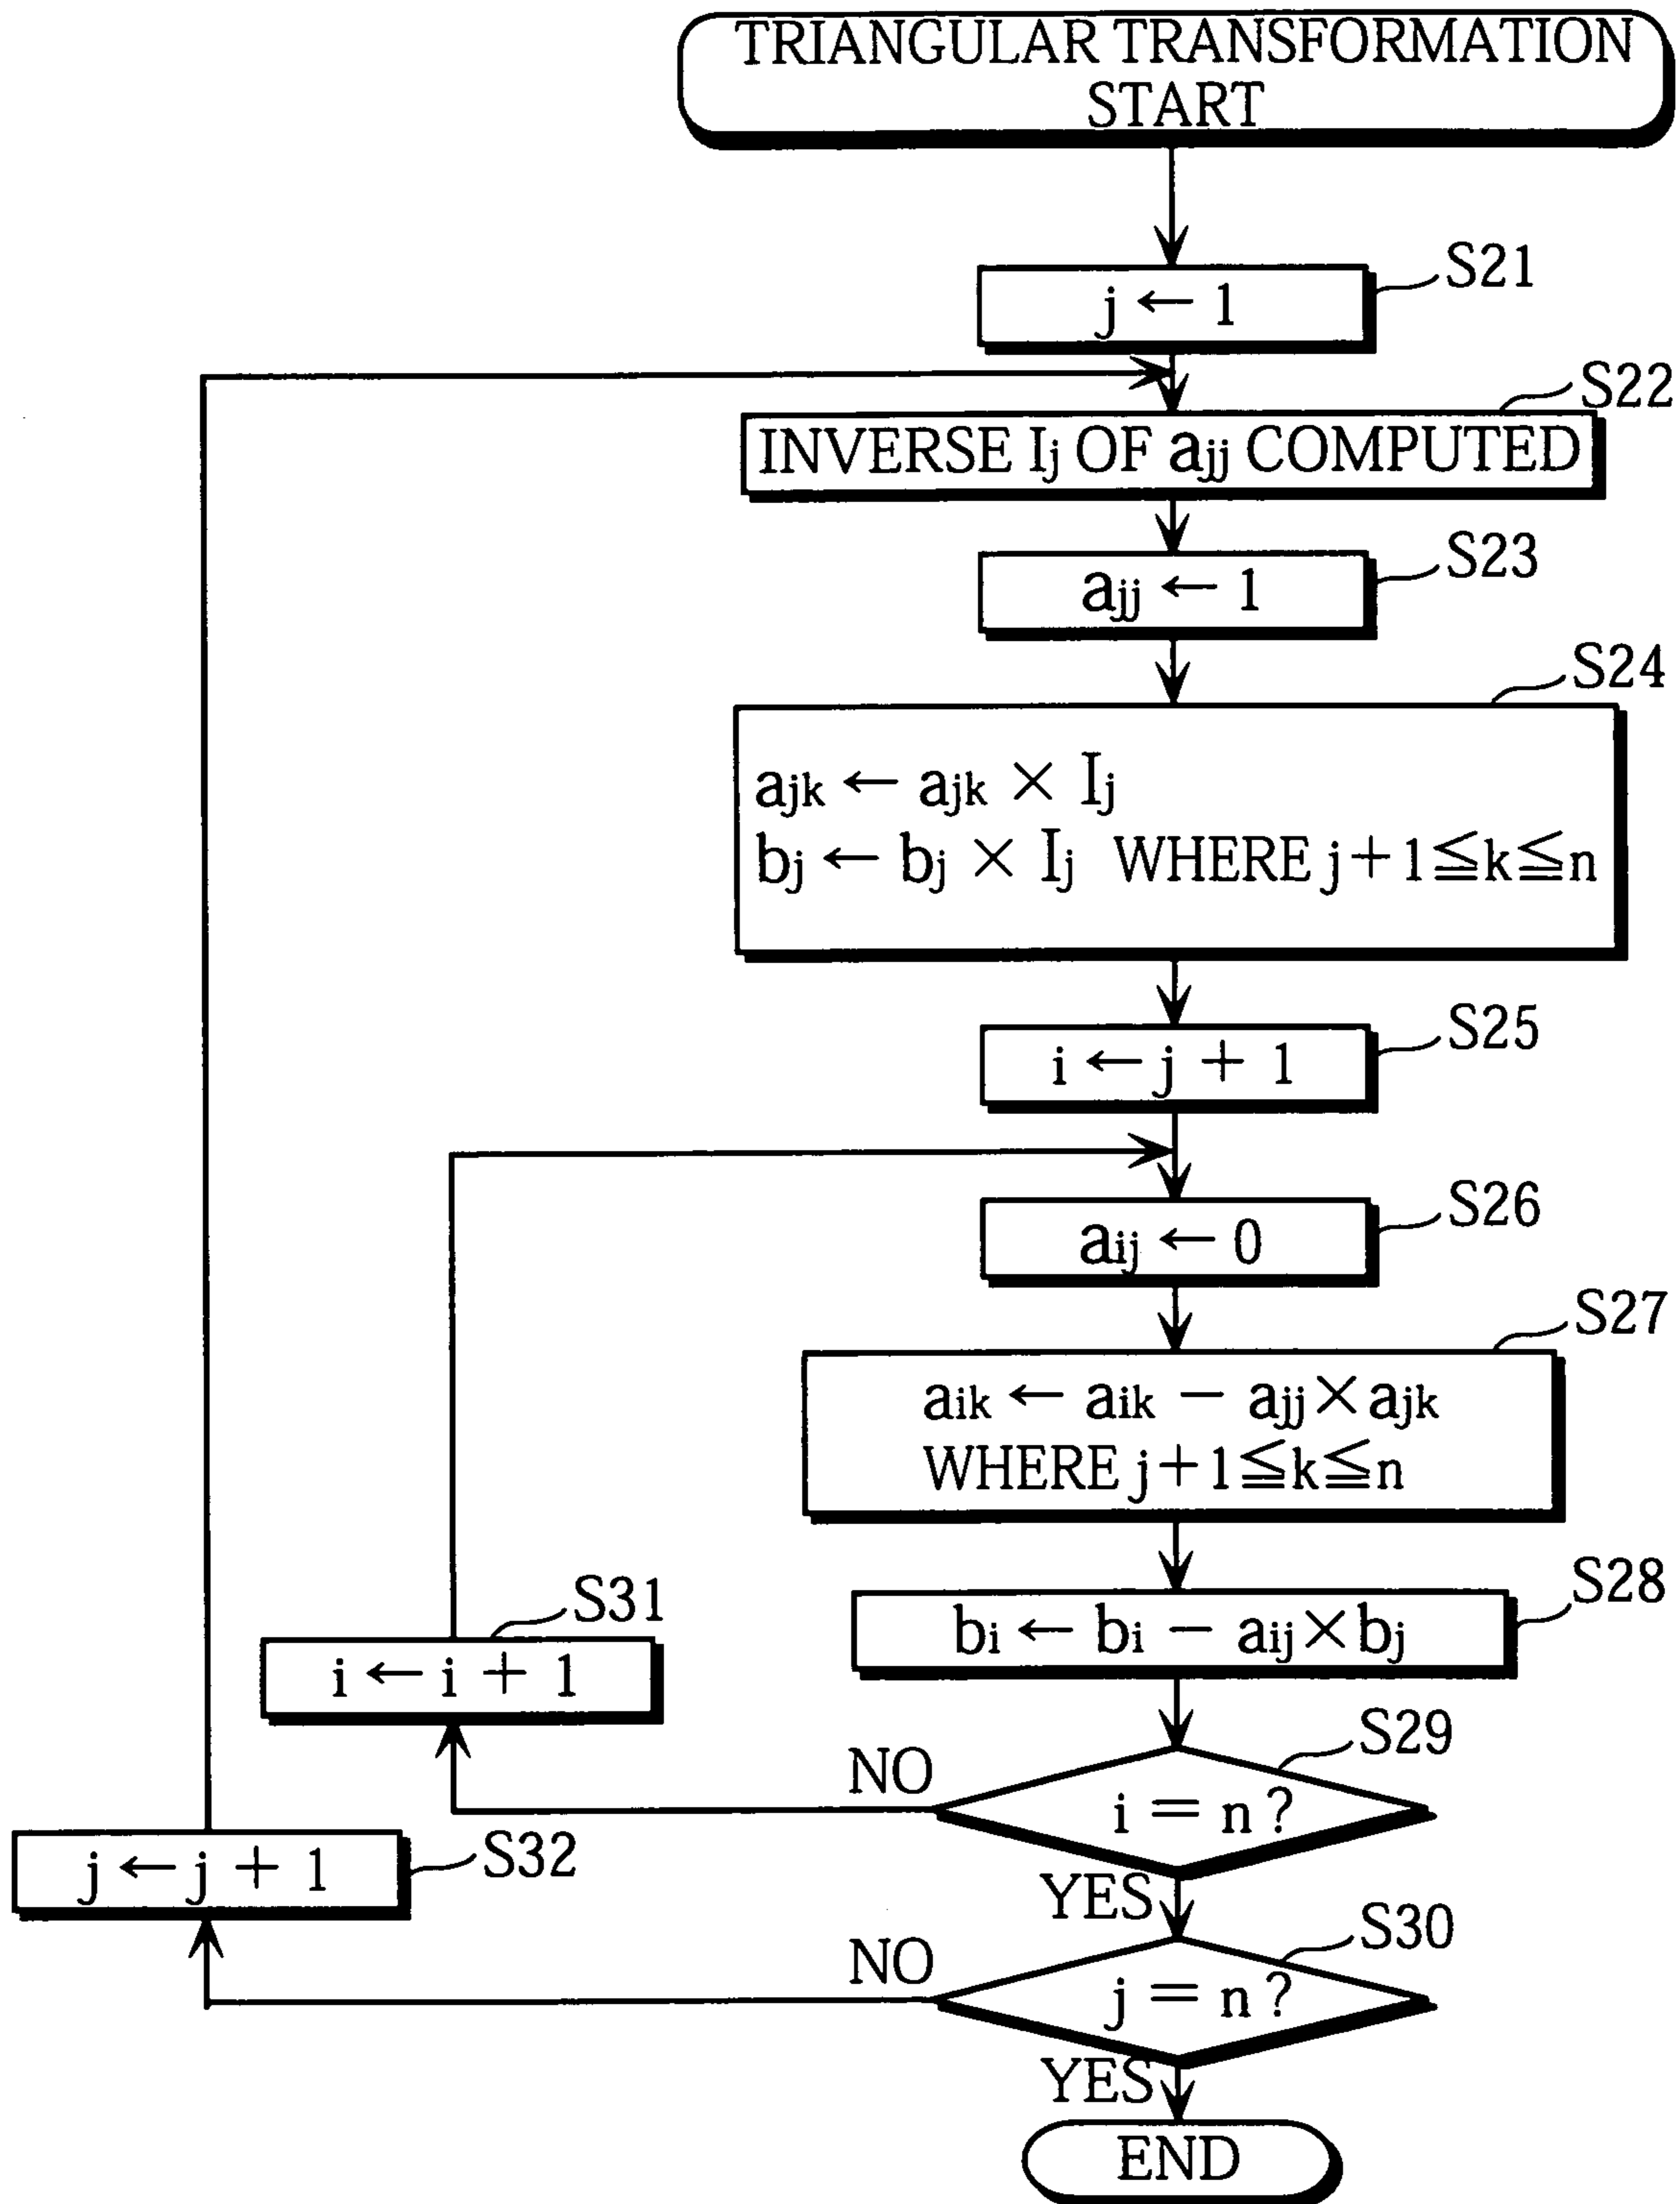 TRIANGULAR TRANSFORMATION
START
j ← 1
S21
S22
INVERSE Ij OF ajj COMPUTED
S23
ajj ← 1
S24
ajk ← ajk × Ij
bj ← bj × Ij WHERE j+1≦k≦n
S25
i ← j + 1
S26
aij ← 0
S27
aik ← aik − ajj×ajk
WHERE j+1≦k≦n
S28
bi ← bi − aij×bj
S31
i ← i + 1
S29
NO
i = n ?
S32
j ← j + 1
YES
S30
NO
j = n ?
YES
END